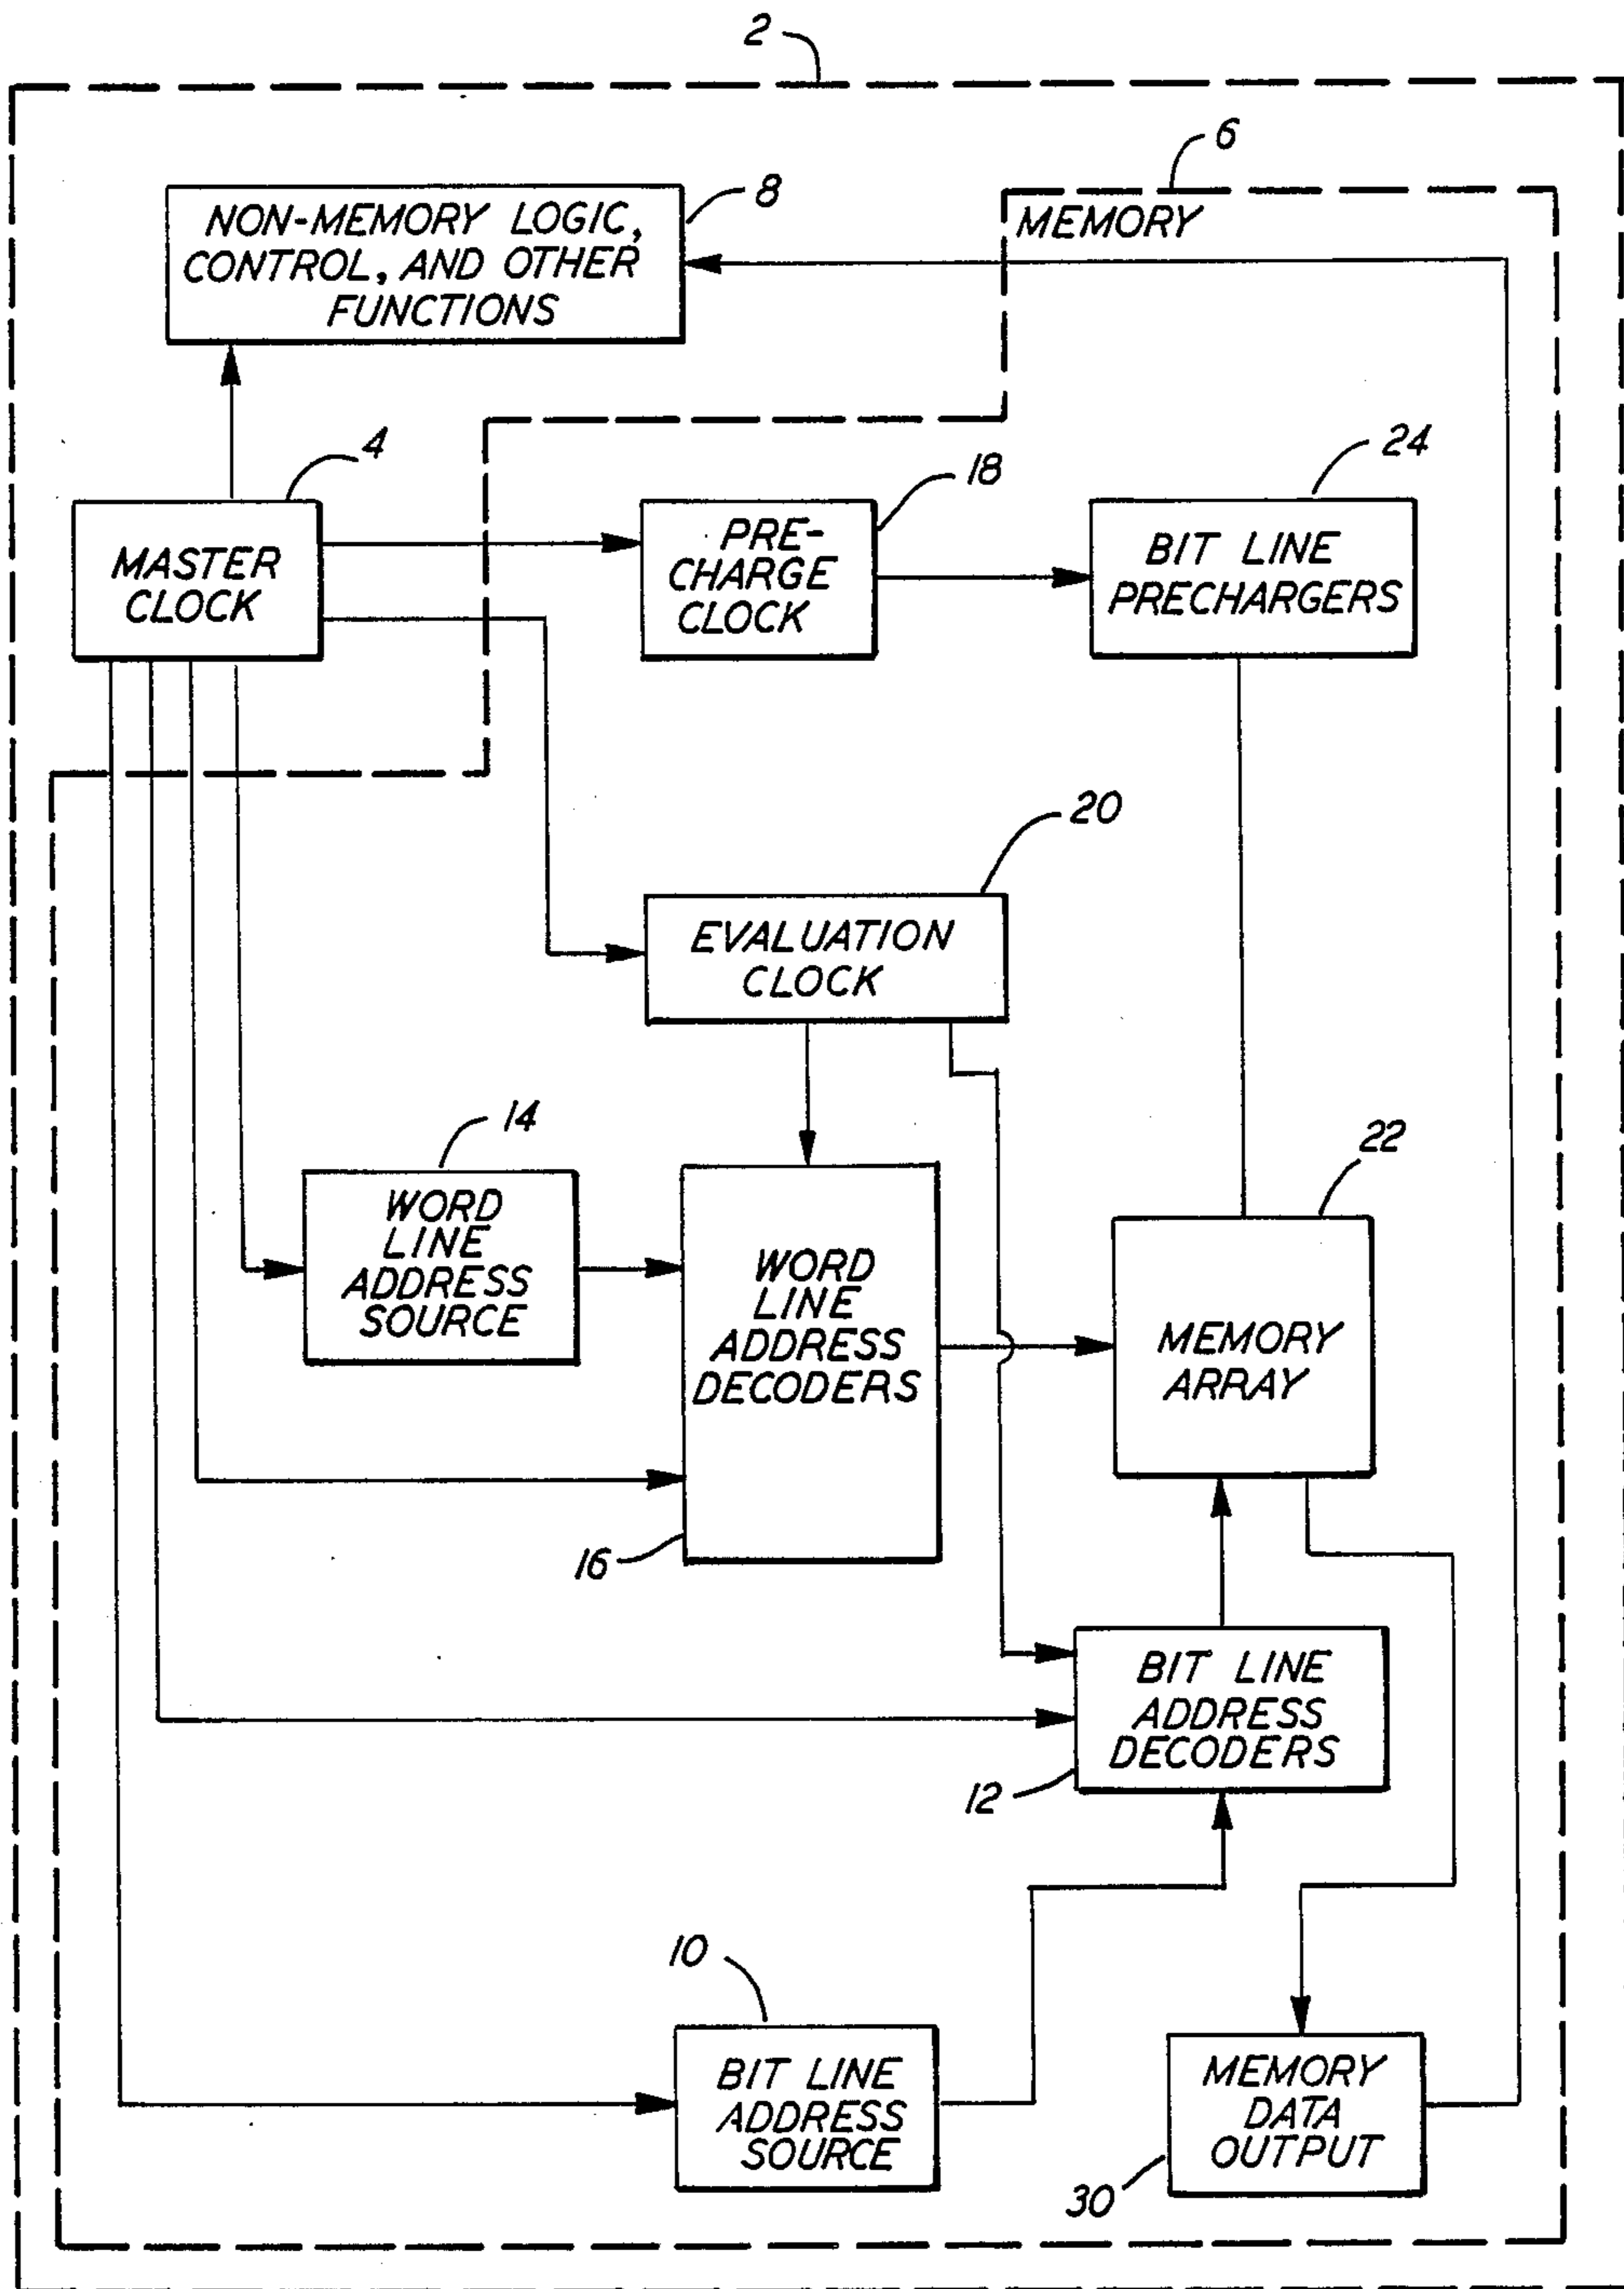 2
6
8
NON-MEMORY LOGIC,
CONTROL, AND OTHER
FUNCTIONS
MEMORY
4
MASTER
CLOCK
18
PRE-
CHARGE
CLOCK
24
BIT LINE
PRECHARGERS
20
EVALUATION
CLOCK
14
WORD
LINE
ADDRESS
SOURCE
WORD
LINE
ADDRESS
DECODERS
16
22
MEMORY
ARRAY
BIT LINE
ADDRESS
DECODERS
12
10
BIT LINE
ADDRESS
SOURCE
MEMORY
DATA
OUTPUT
30